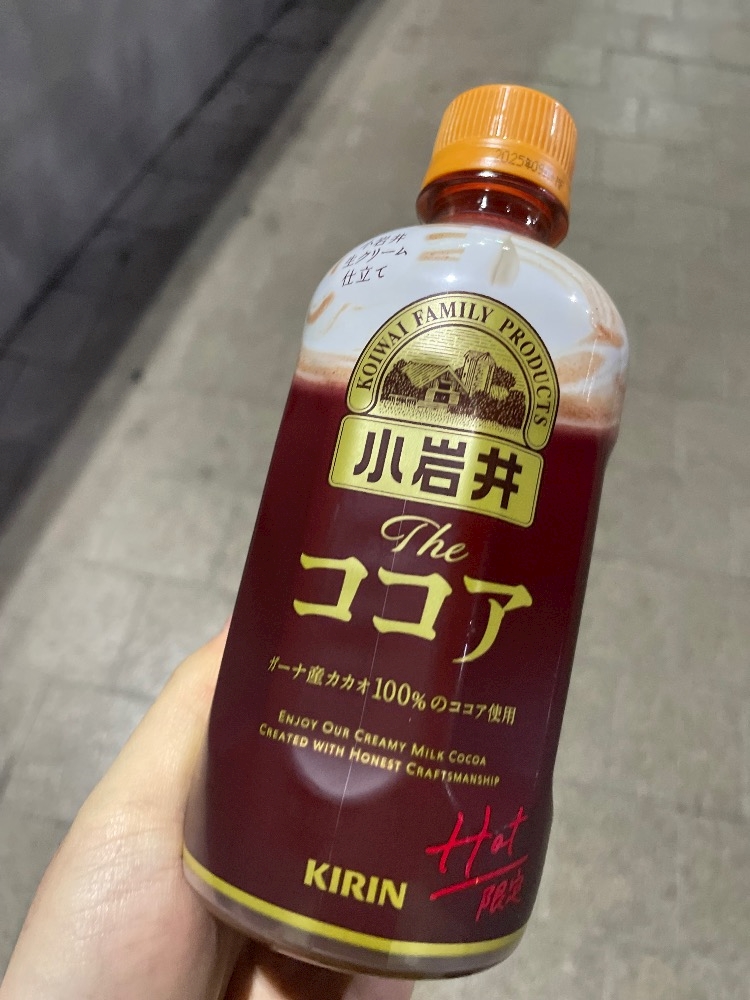 小岩井
生クリーム
仕立て
KOIWAI FAMILY PRODUCTS
小岩井
The
ココア
ガーナ産カカオ100%のココア使用
ENJOY OUR CREAMY MILK COCOA
CREATED WITH HONEST CRAFTSMANSHIP
Hot
限定
KIRIN